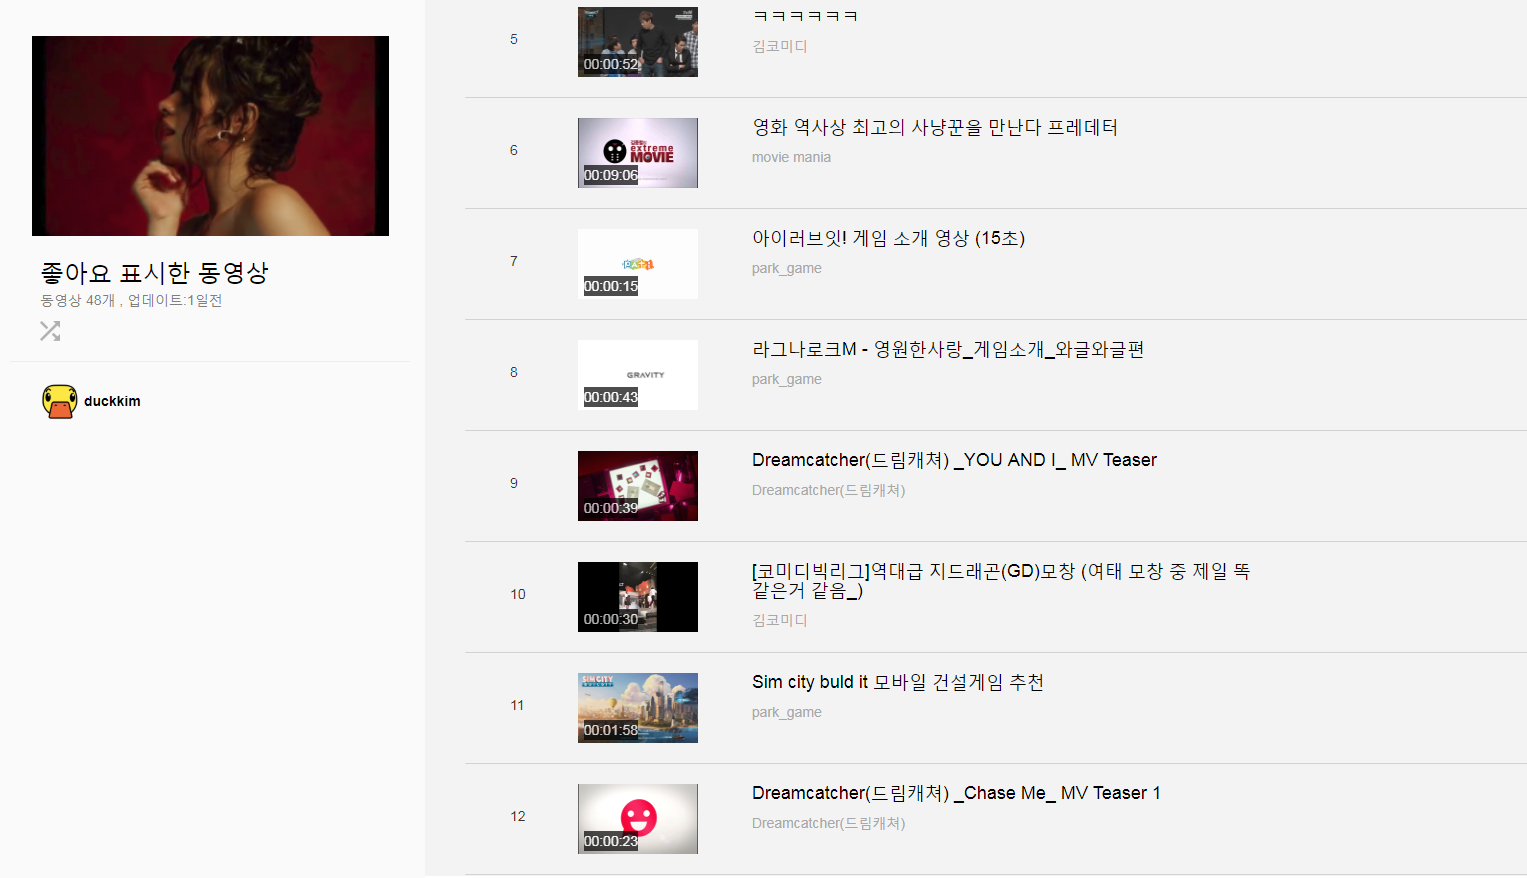 좋아요 표시한 동영상
동영상 48개 , 업데이트:1일전
duckkim
5
00:00:52
ㅋㅋㅋㅋㅋㅋ
김코미디
6
extreme
MOVIE
00:09:06
영화 역사상 최고의 사냥꾼을 만난다 프레데터
movie mania
7
00:00:15
아이러브잇! 게임 소개 영상 (15초)
park_game
8
GRAVITY
00:00:43
라그나로크M - 영원한사랑_게임소개_와글와글편
park_game
9
00:00:39
Dreamcatcher(드림캐쳐) _YOU AND I_ MV Teaser
Dreamcatcher(드림캐쳐)
10
00:00:30
[코미디빅리그]역대급 지드래곤(GD)모창 (여태 모창 중 제일 똑
같은거 같음_)
김코미디
11
SIMCITY
00:01:58
Sim city buld it 모바일 건설게임 추천
park_game
12
00:00:23
Dreamcatcher(드림캐쳐) _Chase Me_ MV Teaser 1
Dreamcatcher(드림캐쳐)